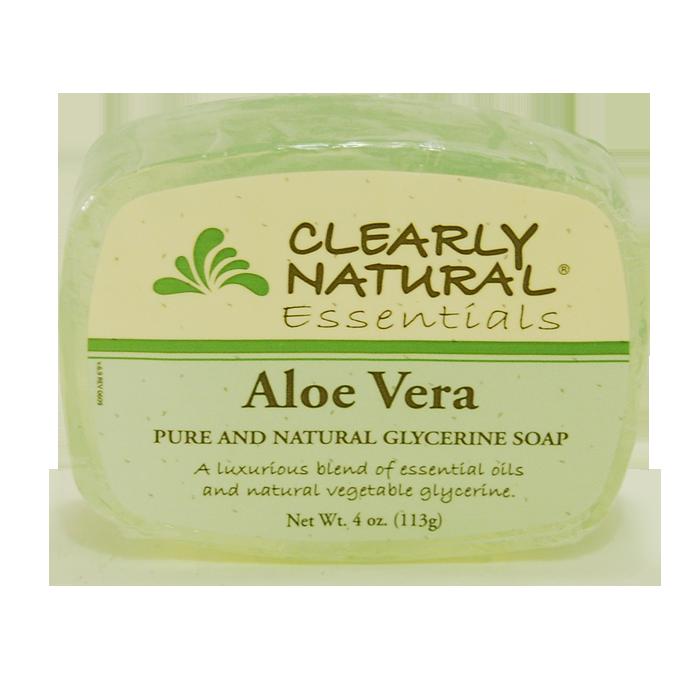 CLEARLY
NATURAL®
Essentials
Aloe Vera
PURE AND NATURAL GLYCERINE SOAP
A luxurious blend of essential oils
and natural vegetable glycerine.
Net Wt. 4 oz. (113g)